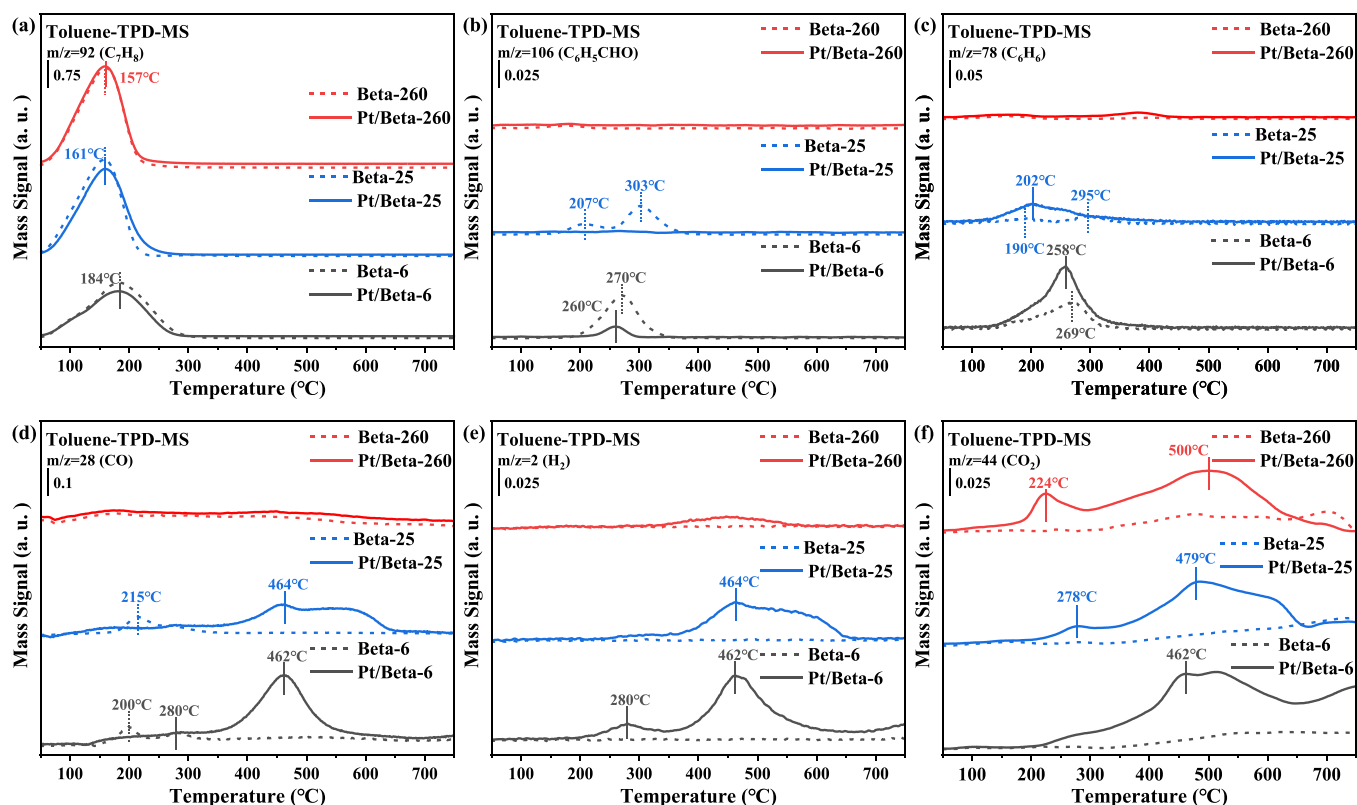 (a)
Toluene-TPD-MS
m/z=92 (C₇H₈)
0.75
157℃
Beta-260
Pt/Beta-260
161℃
Beta-25
Pt/Beta-25
184℃
Beta-6
Pt/Beta-6
Mass Signal (a. u. )
100 200 300 400 500 600 700
Temperature (℃)
(b)
Toluene-TPD-MS
m/z=106 (C₆H₅CHO)
0.025
Beta-260
Pt/Beta-260
Beta-25
Pt/Beta-25
207℃
303℃
Beta-6
Pt/Beta-6
270℃
260℃
Mass Signal (a. u. )
100 200 300 400 500 600 700
Temperature (℃)
(c)
Toluene-TPD-MS
m/z=78 (C₆H₆)
0.05
Beta-260
Pt/Beta-260
Beta-25
Pt/Beta-25
202℃
295℃
190℃
258℃
Beta-6
Pt/Beta-6
269℃
Mass Signal (a. u. )
100 200 300 400 500 600 700
Temperature (℃)
(d)
Toluene-TPD-MS
m/z=28 (CO)
0.1
Beta-260
Pt/Beta-260
Beta-25
Pt/Beta-25
215℃
464℃
Beta-6
Pt/Beta-6
462℃
200℃
280℃
Mass Signal (a. u. )
100 200 300 400 500 600 700
Temperature (℃)
(e)
Toluene-TPD-MS
m/z=2 (H₂)
0.025
Beta-260
Pt/Beta-260
Beta-25
Pt/Beta-25
464℃
Beta-6
Pt/Beta-6
462℃
280℃
Mass Signal (a. u. )
100 200 300 400 500 600 700
Temperature (℃)
(f)
Toluene-TPD-MS
m/z=44 (CO₂)
0.025
Beta-260
Pt/Beta-260
500℃
224℃
Beta-25
Pt/Beta-25
479℃
278℃
Beta-6
Pt/Beta-6
462℃
Mass Signal (a. u. )
100 200 300 400 500 600 700
Temperature (℃)